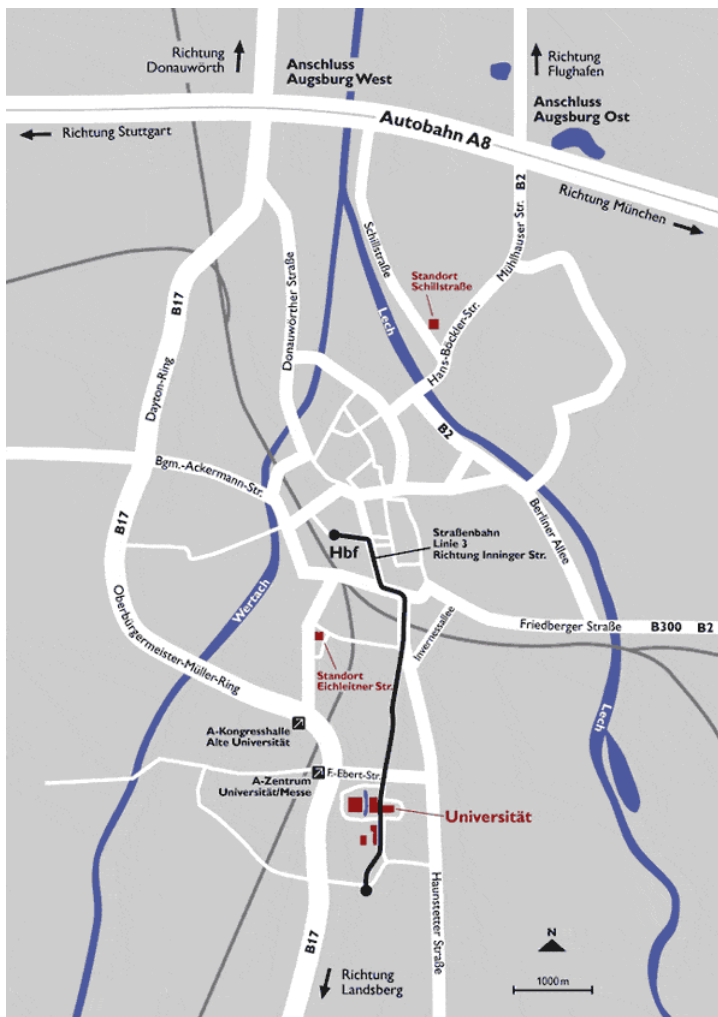 Richtung
Donauwörth
Anschluss
Augsburg West
Richtung
Flughafen
Anschluss
Augsburg Ost
Richtung Stuttgart
Autobahn A8
B2
Richtung München
Mühlhauser Str.
Schillstraße
Standort
Schillstraße
Donauwörther Straße
B17
Lech
Hans-Böckler-Str.
Dayton-Ring
B2
Bgm.-Ackermann-Str.
B17
Berliner Allee
Straßenbahn
Linie 3
Richtung Inninger Str.
Hbf
Wertach
Oberbürgermeister-Müller-Ring
Invernessallee
Friedberger Straße
B300
B2
Standort
Eichleitner Str.
Lech
A-Kongresshalle
Alte Universität
A-Zentrum
Universität/Messe
F.-Ebert-Str.
Universität
Haunstetter Straße
B17
N
Richtung
Landsberg
1000 m